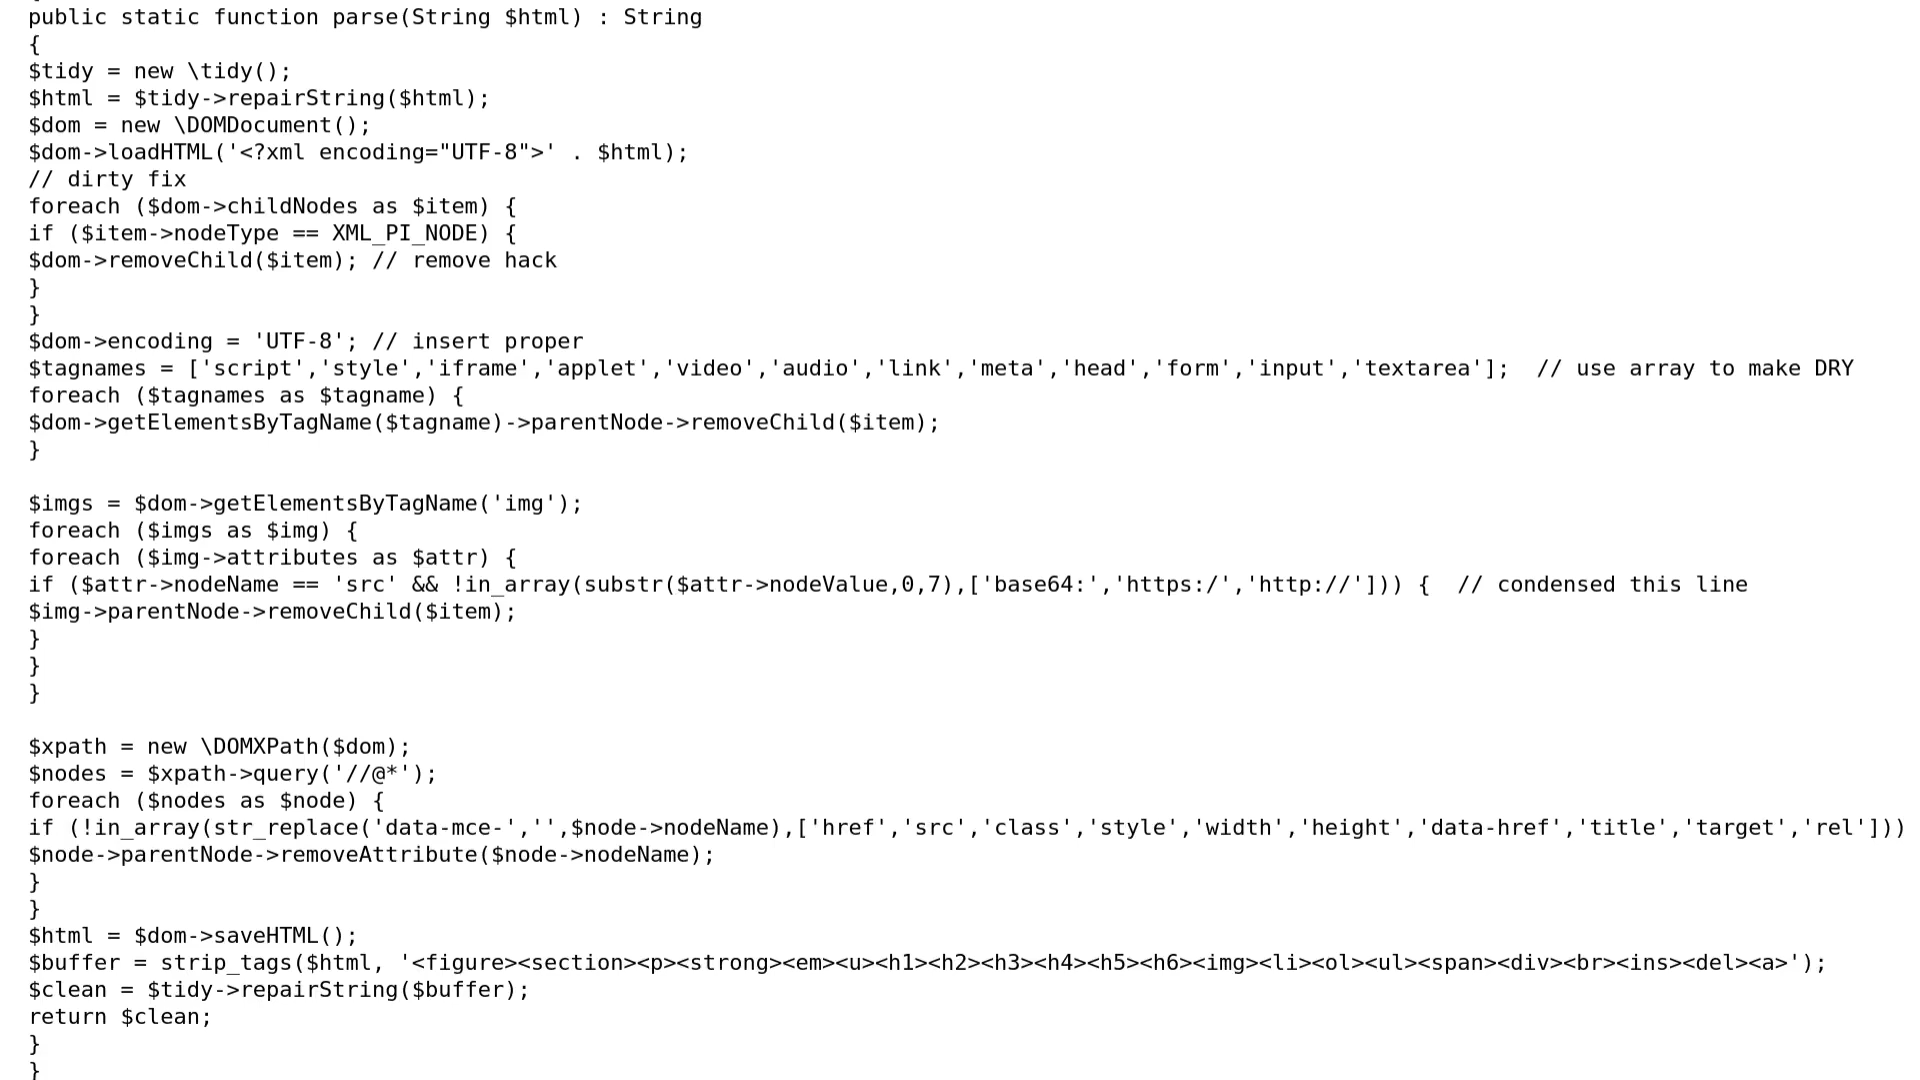 public static function parse(String $html) : String
{
$tidy = new \tidy();
$html = $tidy->repairString($html);
$dom = new \DOMDocument();
$dom->loadHTML('<?xml encoding="UTF-8">' . $html);
// dirty fix
foreach ($dom->childNodes as $item) {
if ($item->nodeType == XML_PI_NODE) {
$dom->removeChild($item); // remove hack
}
}
$dom->encoding = 'UTF-8'; // insert proper
$tagnames = ['script','style','iframe','applet','video','audio','link','meta','head','form','input','textarea'];  // use array to make DRY
foreach ($tagnames as $tagname) {
$dom->getElementsByTagName($tagname)->parentNode->removeChild($item);
}

$imgs = $dom->getElementsByTagName('img');
foreach ($imgs as $img) {
foreach ($img->attributes as $attr) {
if ($attr->nodeName == 'src' && !in_array(substr($attr->nodeValue,0,7),['base64:','https:/','http://'])) {  // condensed this line
$img->parentNode->removeChild($item);
}
}
}

$xpath = new \DOMXPath($dom);
$nodes = $xpath->query('//@*');
foreach ($nodes as $node) {
if (!in_array(str_replace('data-mce-','',$node->nodeName),['href','src','class','style','width','height','data-href','title','target','rel']))
$node->parentNode->removeAttribute($node->nodeName);
}
}
$html = $dom->saveHTML();
$buffer = strip_tags($html, '<figure><section><p><strong><em><u><h1><h2><h3><h4><h5><h6><img><li><ol><ul><span><div><br><ins><del><a>');
$clean = $tidy->repairString($buffer);
return $clean;
}
}